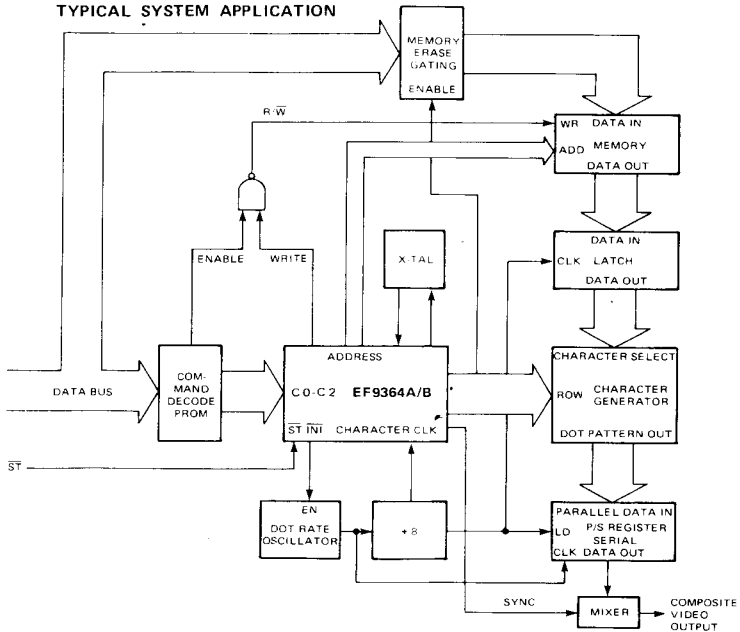 TYPICAL SYSTEM APPLICATION
MEMORY
ERASE
GATING
ENABLE
R/W̅
WR DATA IN
ADD MEMORY
DATA OUT
ENABLE
WRITE
X-TAL
DATA IN
CLK LATCH
DATA OUT
DATA BUS
COM-
MAND
DECODE
PROM
ADDRESS
C0-C2 EF9364A/B
S̅T̅ I̅N̅I̅ CHARACTER CLK
CHARACTER SELECT
ROW CHARACTER
GENERATOR
DOT PATTERN OUT
S̅T̅
EN
DOT RATE
OSCILLATOR
+8
PARALLEL DATA IN
LD P/S REGISTER
SERIAL
CLK DATA OUT
SYNC
MIXER
COMPOSITE
VIDEO
OUTPUT